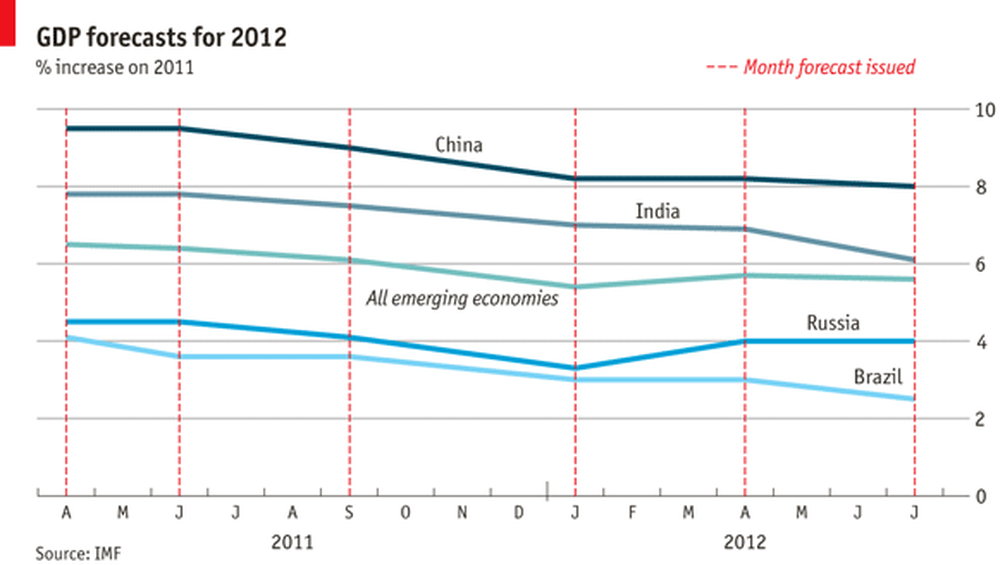 GDP forecasts for 2012
% increase on 2011
Month forecast issued
10
China
8
India
6
All emerging economies
Russia
4
Brazil
2
0
A M J J A S O N D J F M A M J J
2011 2012
Source: IMF